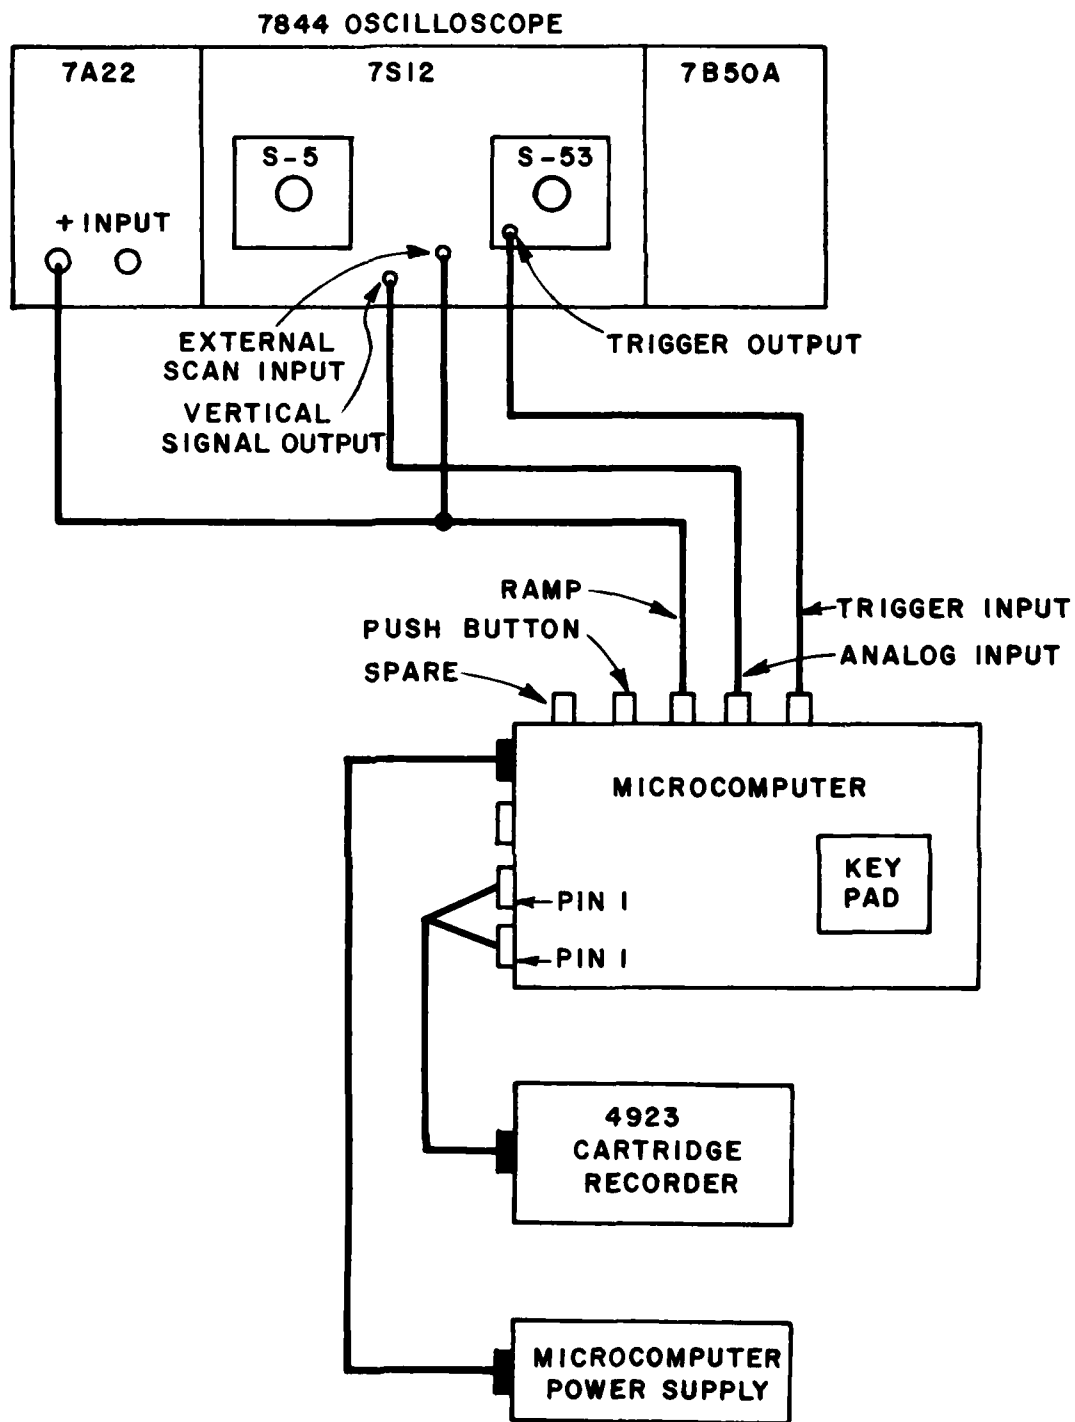 7844 OSCILLOSCOPE
7A22
7S12
7B50A
S-5
S-53
+ INPUT
EXTERNAL
SCAN INPUT
TRIGGER OUTPUT
VERTICAL
SIGNAL OUTPUT
RAMP
TRIGGER INPUT
PUSH BUTTON
ANALOG INPUT
SPARE
MICROCOMPUTER
KEY
PAD
PIN 1
PIN 1
4923
CARTRIDGE
RECORDER
MICROCOMPUTER
POWER SUPPLY